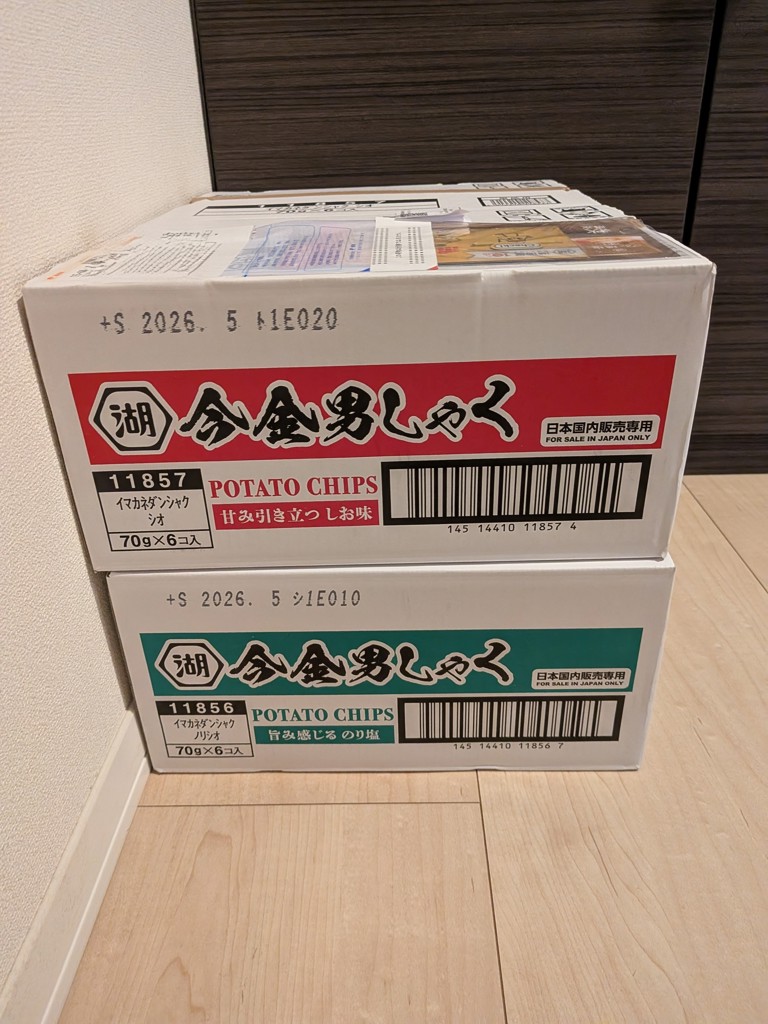 70g×6コ入
+S 2026. 5 ﾄ1E020
湖
今金男しゃく
日本国内販売専用
FOR SALE IN JAPAN ONLY
11857
イマカネダンシャク
シオ
70g×6コ入
POTATO CHIPS
甘み引き立つ しお味
145 14410 11857 4
+S 2026. 5 ｼ1E010
湖
今金男しゃく
日本国内販売専用
FOR SALE IN JAPAN ONLY
11856
イマカネダンシャク
ノリシオ
70g×6コ入
POTATO CHIPS
旨み感じる のり塩
145 14410 11856 7